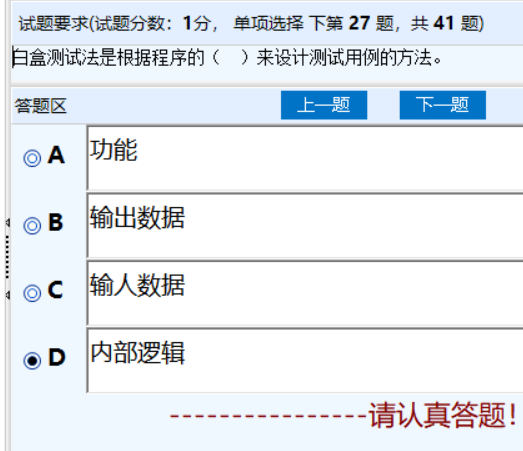 试题要求(试题分数：1分， 单项选择 下第 27 题，共 41 题)
白盒测试法是根据程序的（　）来设计测试用例的方法。
答题区 上一题 下一题
A 功能
B 输出数据
C 输人数据
D 内部逻辑
----------------请认真答题！